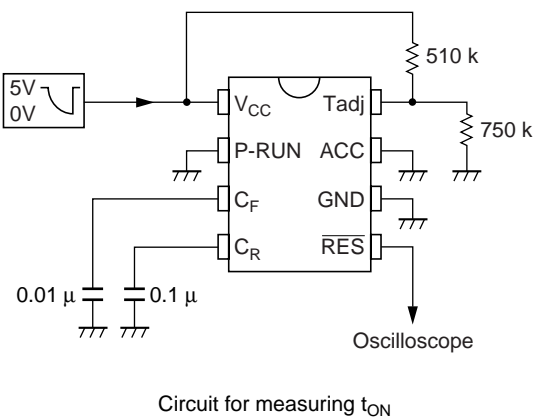 510 k
5V
0V
V_CC
Tadj
750 k
P-RUN
ACC
C_F
GND
C_R
RES
0.01 μ
0.1 μ
Oscilloscope
Circuit for measuring t_ON